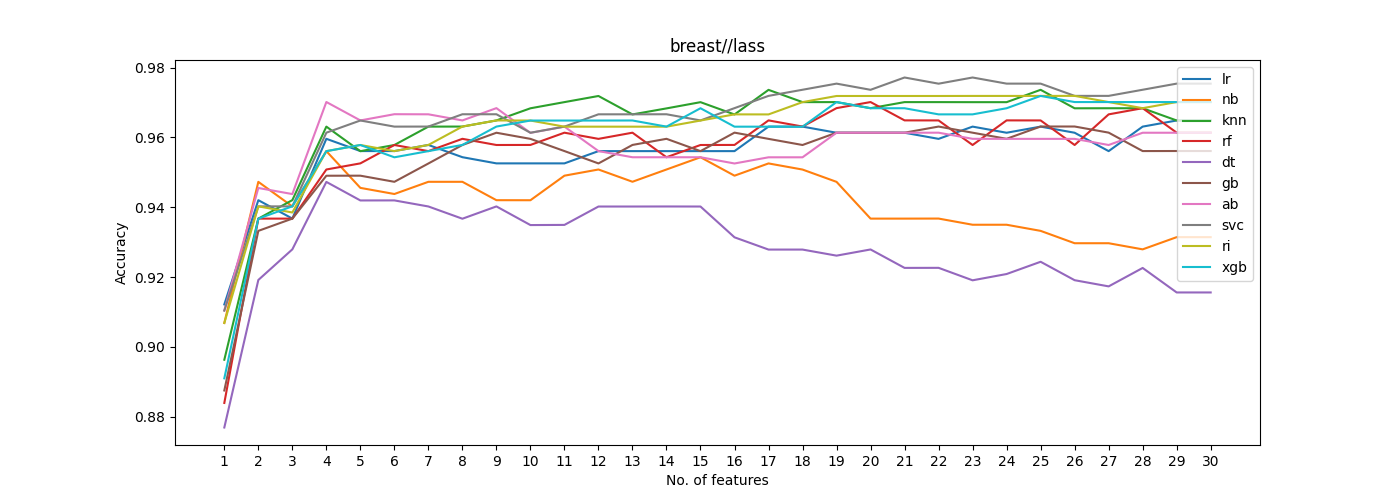 breast//lass
Accuracy
0.98
0.96
0.94
0.92
0.90
0.88
lr
nb
knn
rf
dt
gb
ab
svc
ri
xgb
1 2 3 4 5 6 7 8 9 10 11 12 13 14 15 16 17 18 19 20 21 22 23 24 25 26 27 28 29 30
No. of features